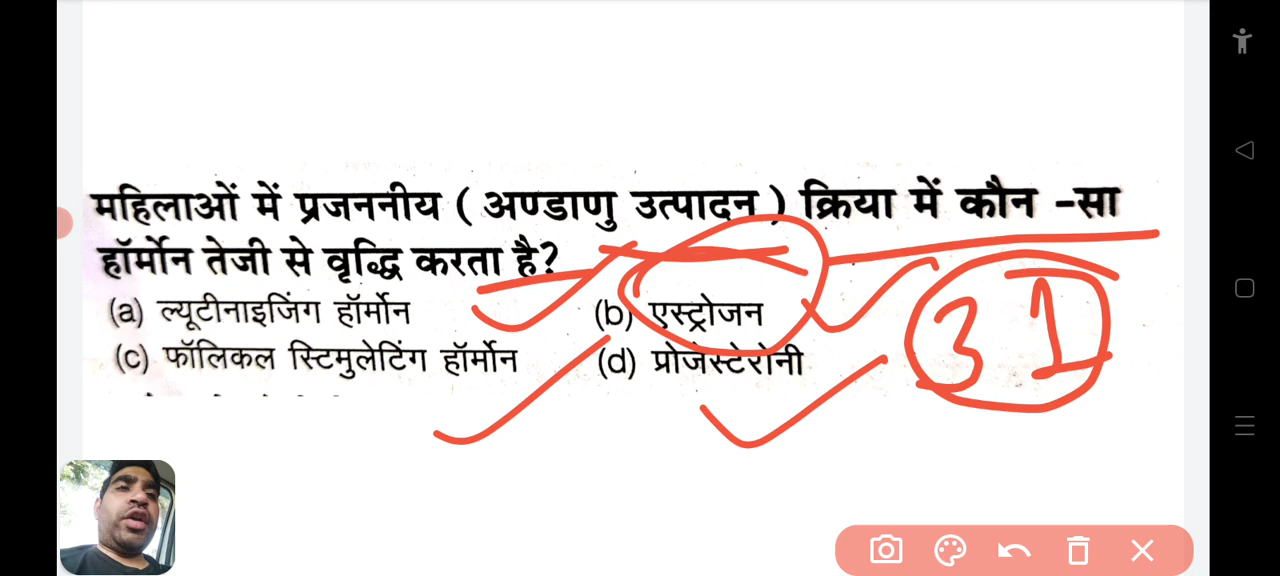 महिलाओं में प्रजननीय ( अण्डाणु उत्पादन ) क्रिया में कौन -सा
हॉर्मोन तेजी से वृद्धि करता है?
(a) ल्यूटीनाइजिंग हॉर्मोन (b) एस्ट्रोजन
(c) फॉलिकल स्टिमुलेटिंग हॉर्मोन (d) प्रोजेस्टेरोनी